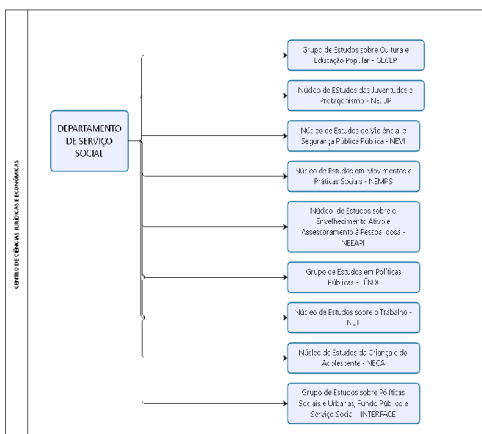 CENTRO DE CIÊNCIAS JURÍDICAS E ECONÔMICAS
DEPARTAMENTO
DE SERVIÇO
SOCIAL
Grupo de Estudos sobre Cultura e
Educação Popular -
Núcleo de EStudos das Juventudes e
Protagonismo -
Núcleo de Estudos de Violência, e
Segurança Pública Pública - NEVI
Núcleo de Estudos em Movimentos e
Práticas Sociais - NEMPS
Núcleo de Estudos sobre o
Envelhecimento Ativo e
Assessoramento à Pessoa Idosa -
NEEAPI
Grupo de Estudos em Políticas
Públicas -
Núcleo de Estudos sobre o Trabalho -
Núcleo de Estudos da Criança e do
Adolescente - NECA
Grupo de Estudos sobre Políticas
Sociais e Urbanas, Fundo Público e
Serviço Social - INTERFACE